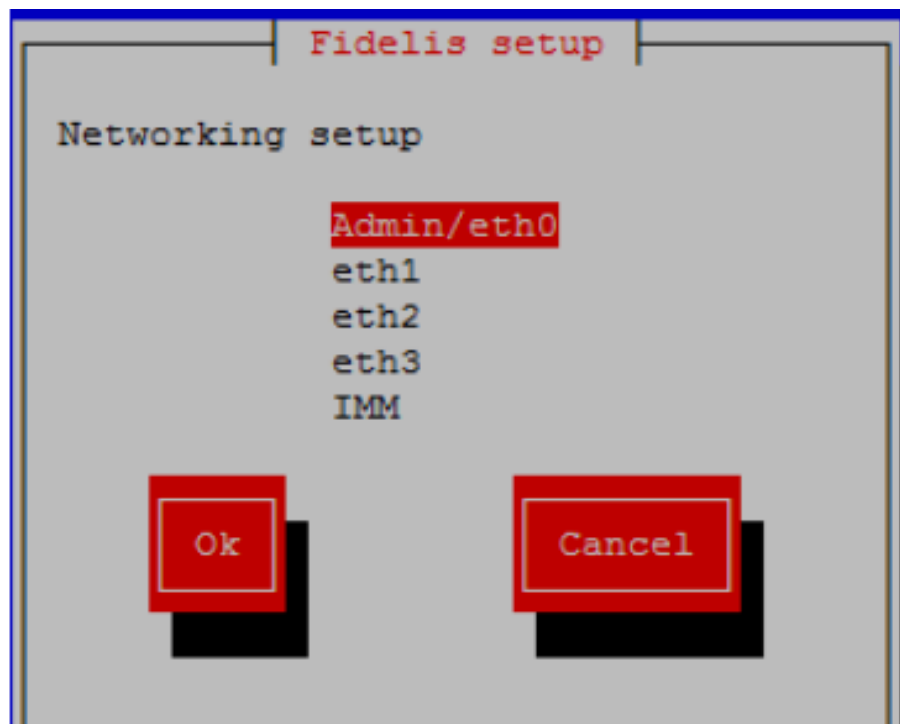 Fidelis setup
Networking setup
Admin/eth0
eth1
eth2
eth3
IMM
Ok
Cancel